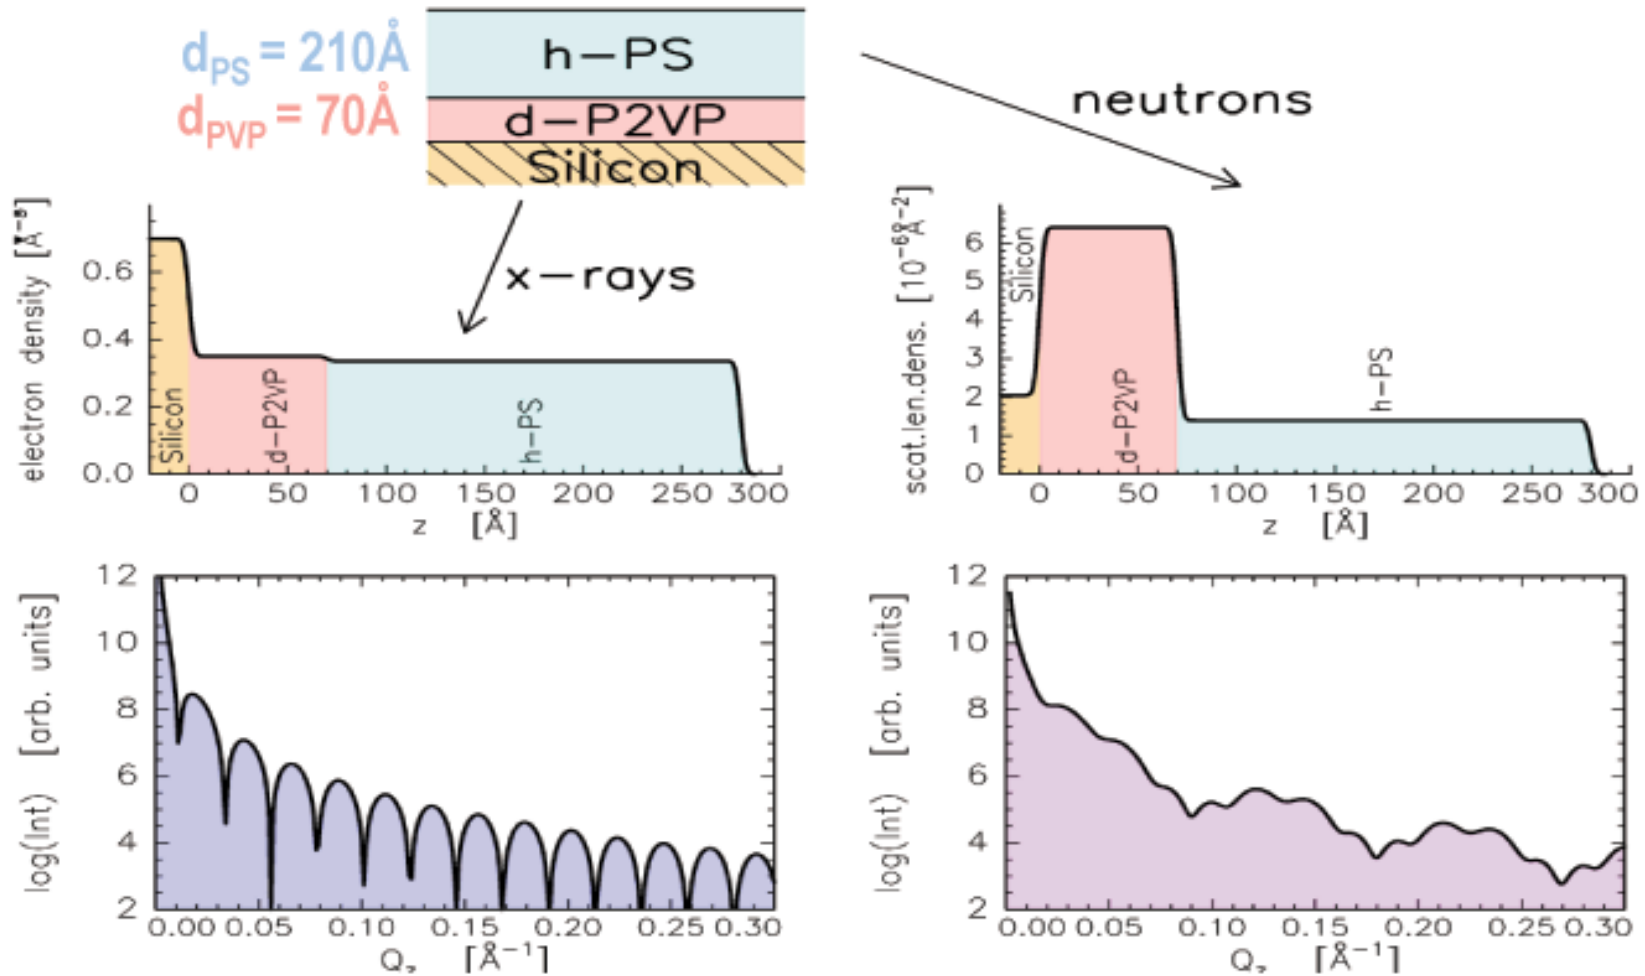 d_PS = 210Å
h-PS
d_PVP = 70Å
d-P2VP
Silicon
neutrons
x-rays
electron density [Å⁻³]
0.6
0.4
0.2
0.0
Silicon
d-P2VP
h-PS
0 50 100 150 200 250 300
z [Å]
scat.len.dens. [10⁻⁶Å⁻²]
6
5
4
3
2
1
0
Silicon
d-P2VP
h-PS
0 50 100 150 200 250 300
z [Å]
log(Int) [arb. units]
12
10
8
6
4
2
0.00 0.05 0.10 0.15 0.20 0.25 0.30
Q_z [Å⁻¹]
log(Int) [arb. units]
12
10
8
6
4
2
0.00 0.05 0.10 0.15 0.20 0.25 0.30
Q_z [Å⁻¹]